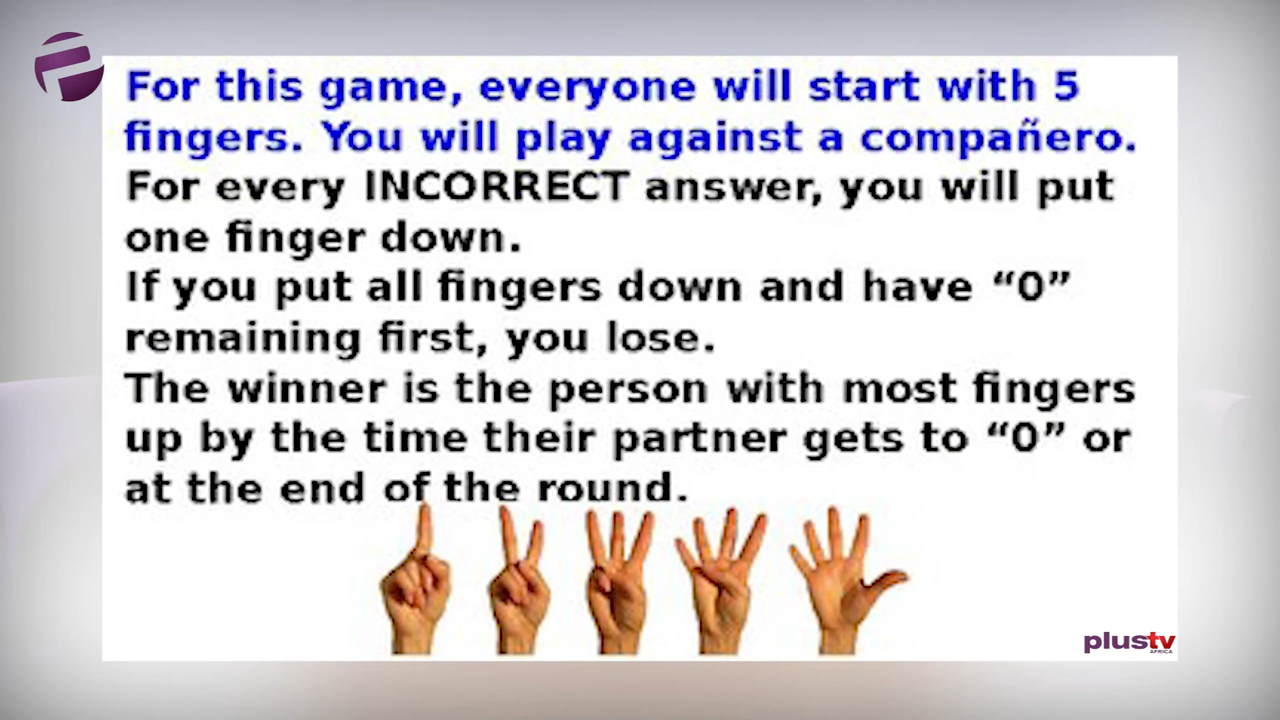 For this game, everyone will start with 5
fingers. You will play against a compañero.
For every INCORRECT answer, you will put
one finger down.
If you put all fingers down and have “0”
remaining first, you lose.
The winner is the person with most fingers
up by the time their partner gets to “0” or
at the end of the round.
plustv
AFRICA